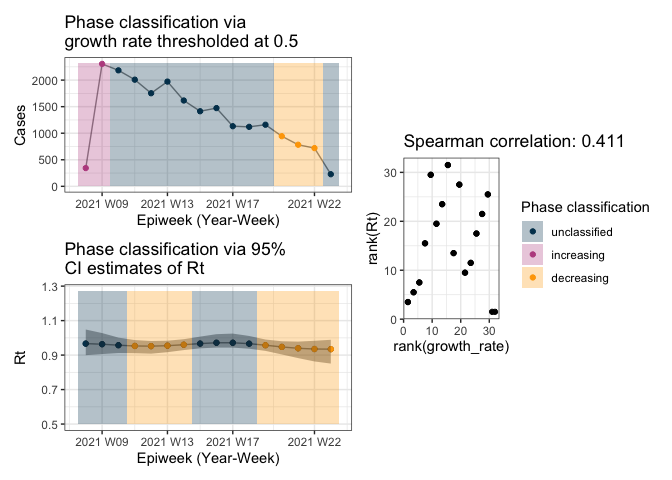 Phase classification via
growth rate thresholded at 0.5
Cases
2000
1500
1000
500
0
2021 W09
2021 W13
2021 W17
2021 W22
Epiweek (Year-Week)
Phase classification via 95%
CI estimates of Rt
Rt
1.3
1.1
0.9
0.7
0.5
2021 W09
2021 W13
2021 W17
2021 W22
Epiweek (Year-Week)
Spearman correlation: 0.411
rank(Rt)
30
20
10
0
0
10
20
30
rank(growth_rate)
Phase classification
unclassified
increasing
decreasing